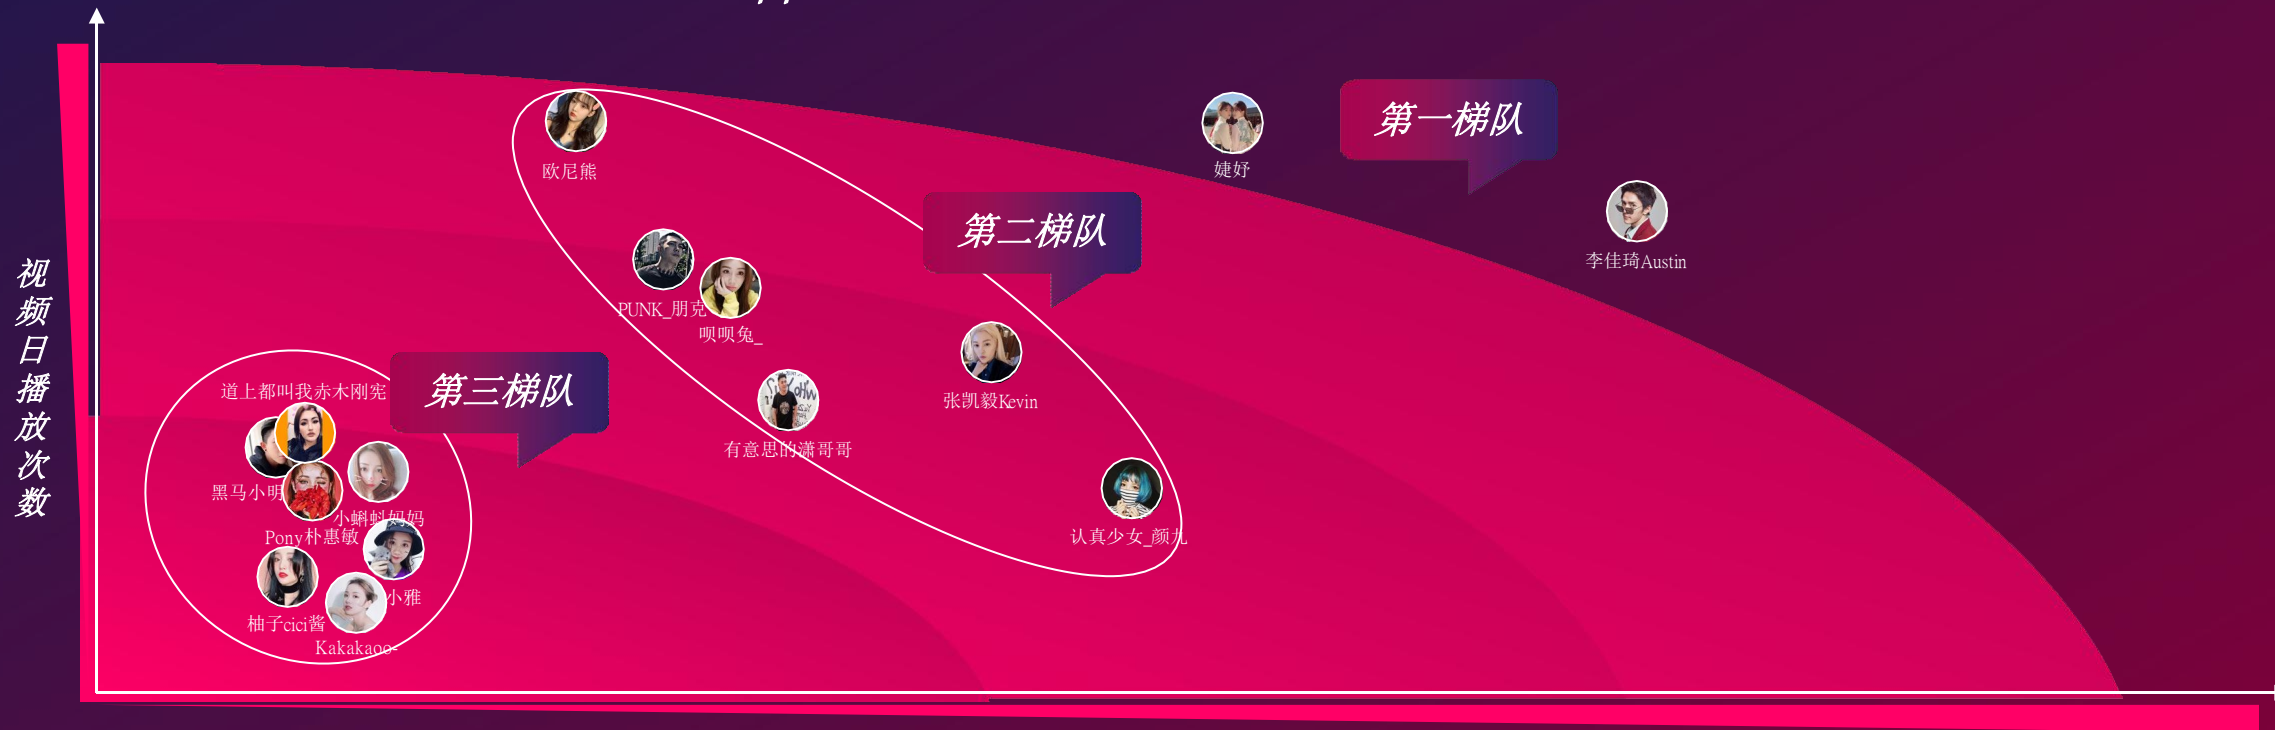 视频日播放次数
第一梯队
婕妤
李佳琦Austin
第二梯队
欧尼熊
PUNK_朋克
呗呗兔_
张凯毅Kevin
有意思的潇哥哥
认真少女_颜九
第三梯队
道上都叫我赤木刚宪
黑马小明
小蝌蚪妈妈
Pony朴惠敏
小雅
柚子cici酱
Kakakaoo-